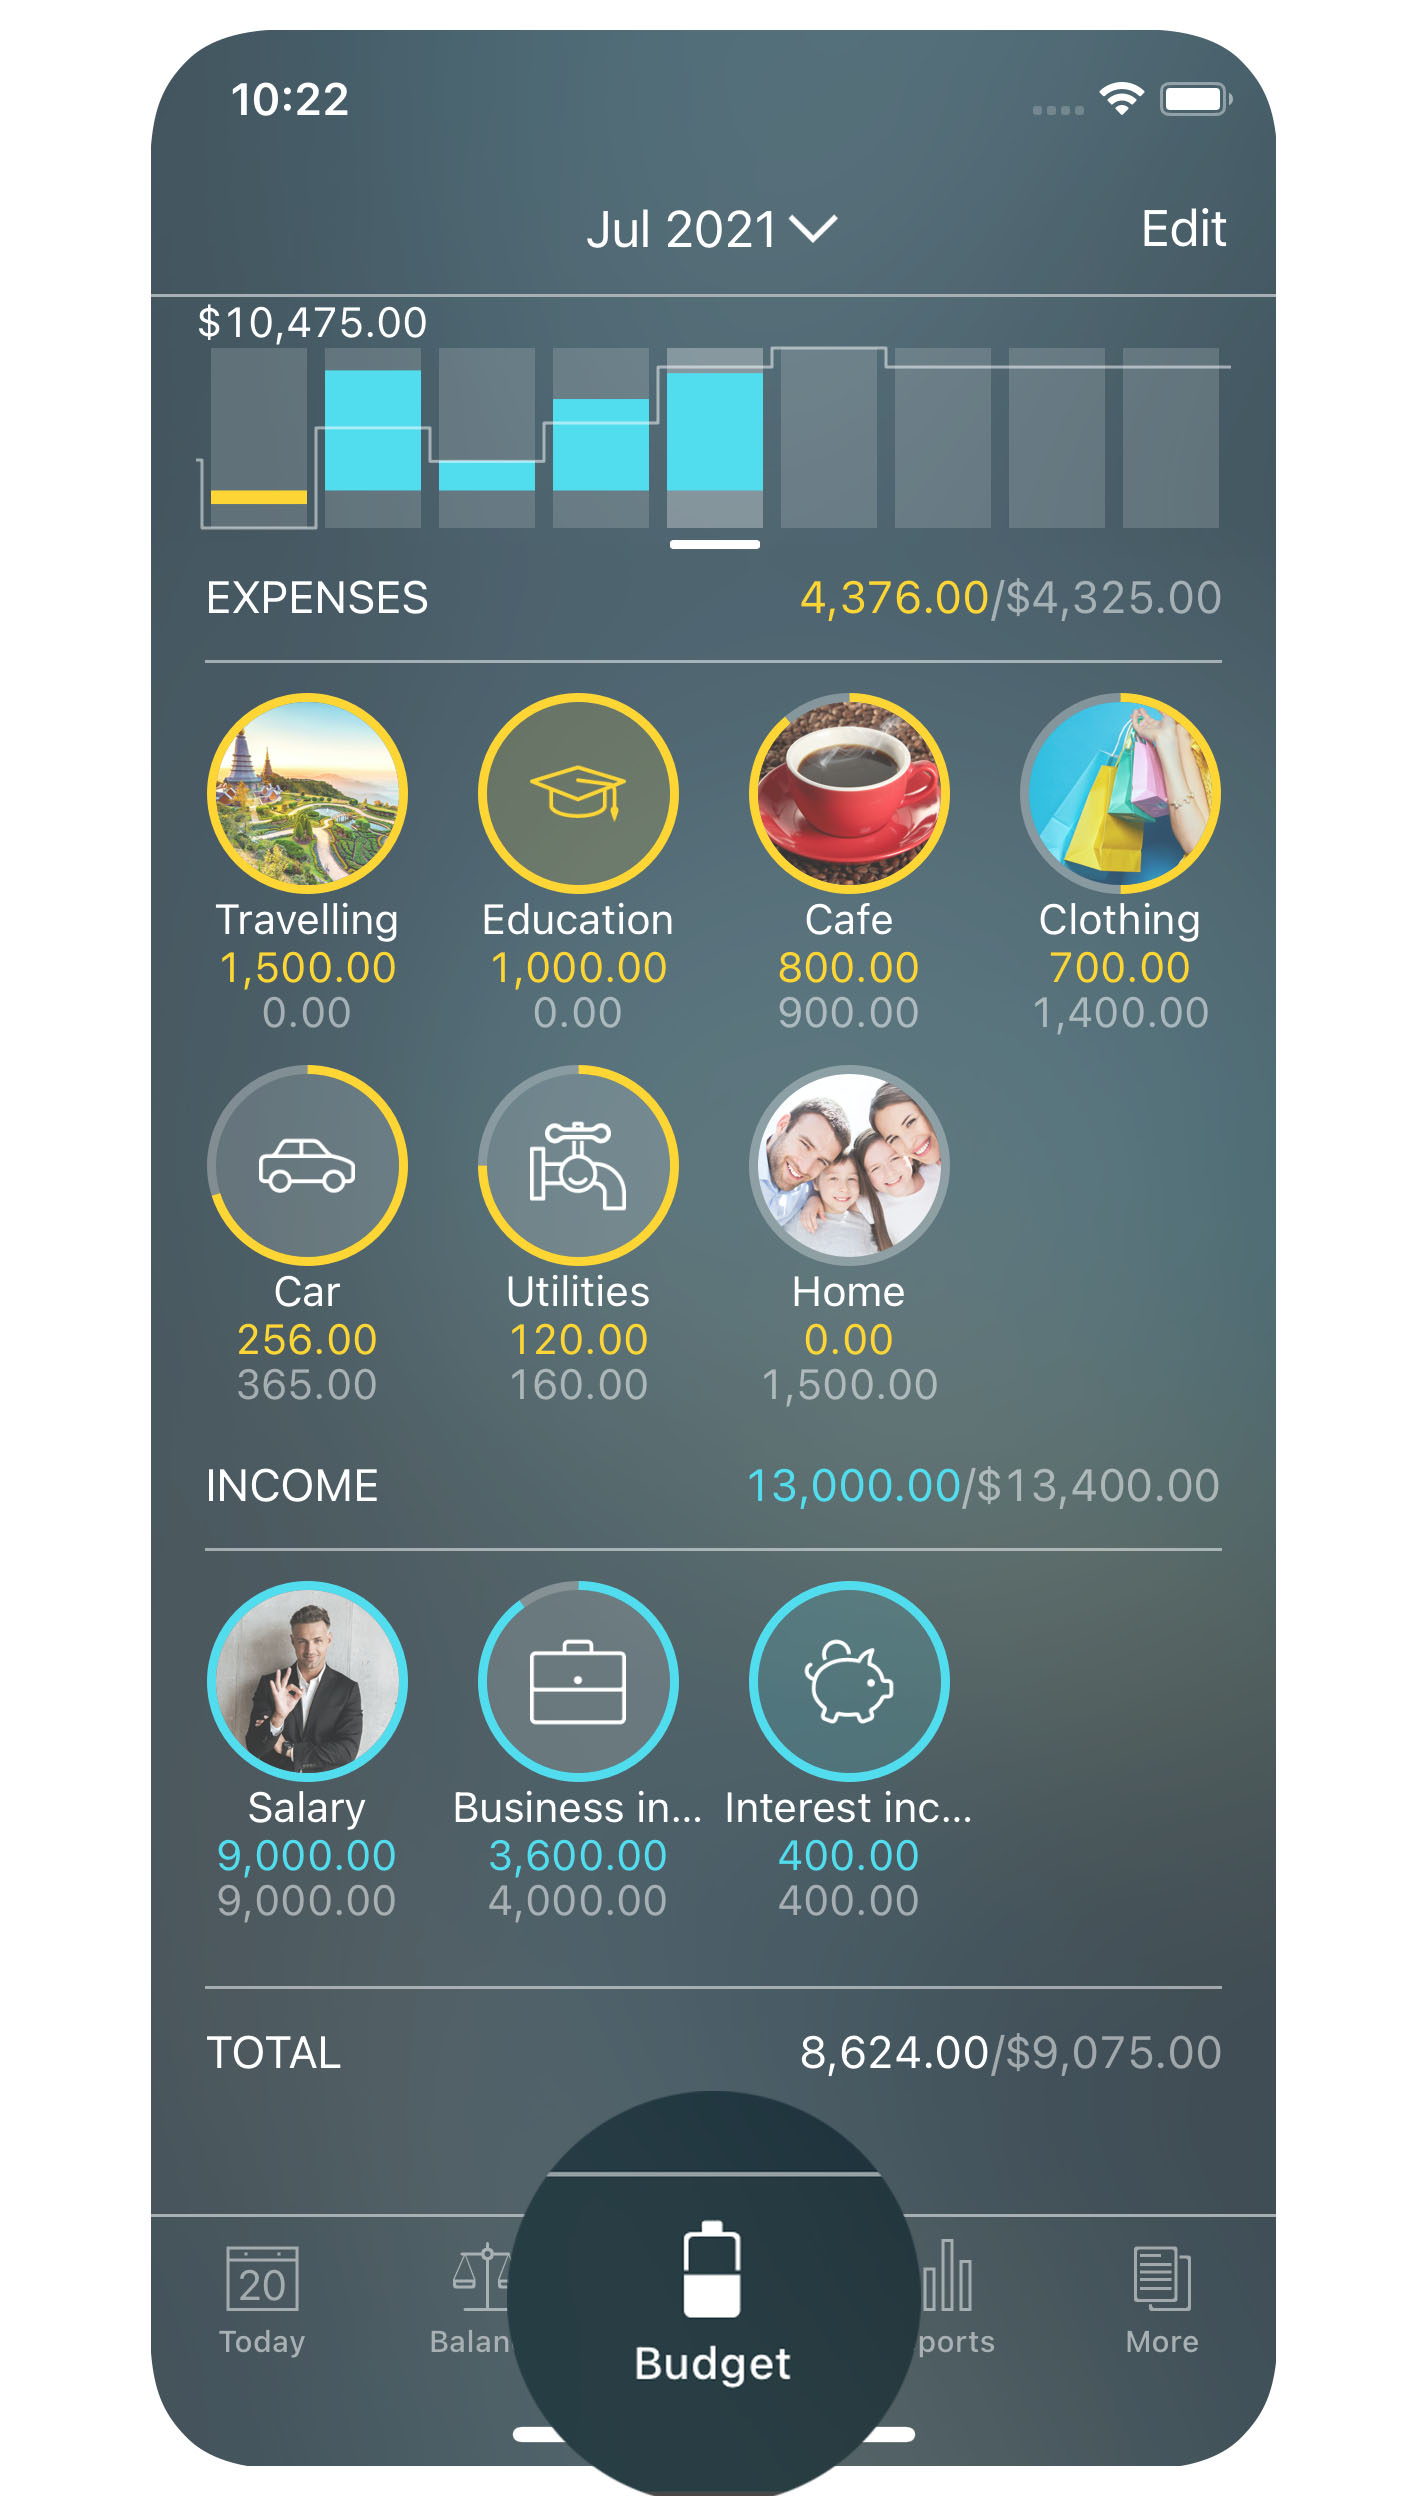 10:22
Jul 2021
Edit
$10,475.00
EXPENSES 4,376.00/$4,325.00
Travelling Education Cafe Clothing
1,500.00 1,000.00 800.00 700.00
0.00 0.00 900.00 1,400.00
Car Utilities Home
256.00 120.00 0.00
365.00 160.00 1,500.00
INCOME 13,000.00/$13,400.00
Salary Business in... Interest inc...
9,000.00 3,600.00 400.00
9,000.00 4,000.00 400.00
TOTAL 8,624.00/$9,075.00
20
Today Balan Budget ports More